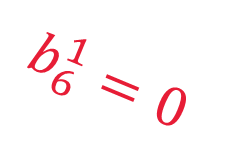 b_6^1 = 0